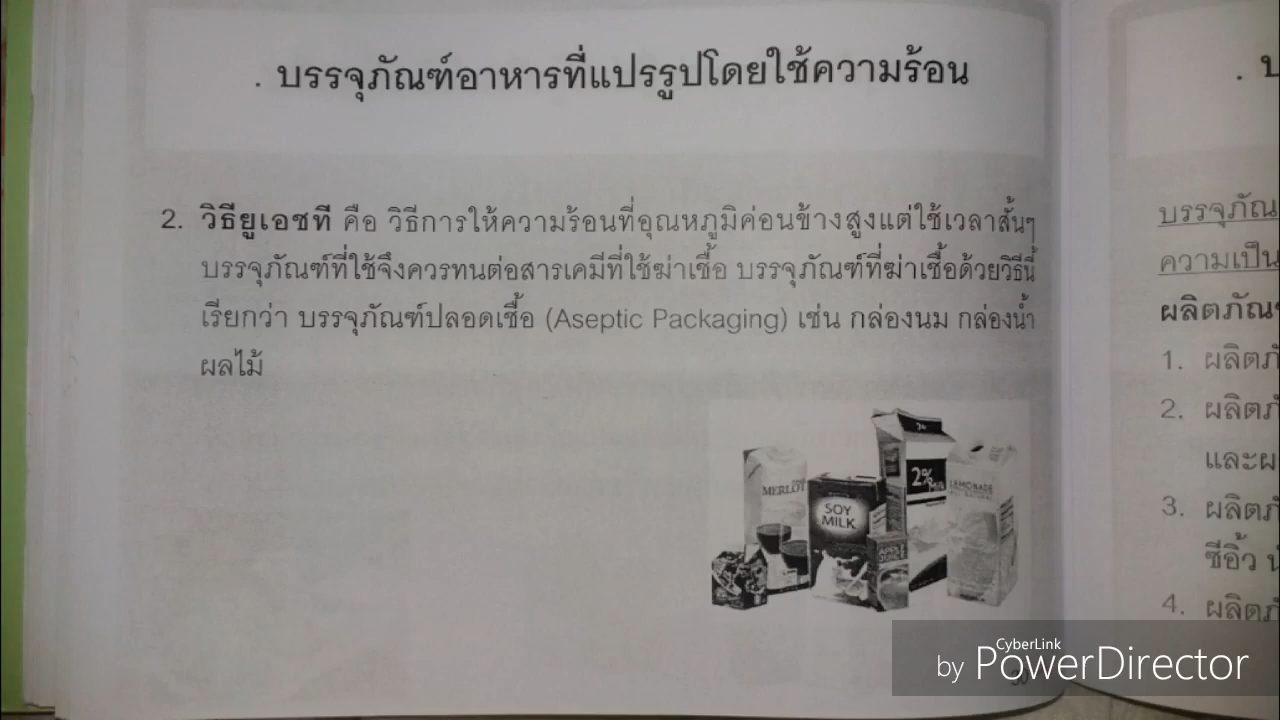 . บรรจุภัณฑ์อาหารที่แปรรูปโดยใช้ความร้อน
2. วิธียูเอชที คือ วิธีการให้ความร้อนที่อุณหภูมิค่อนข้างสูงแต่ใช้เวลาสั้นๆ
บรรจุภัณฑ์ที่ใช้จึงควรทนต่อสารเคมีที่ใช้ฆ่าเชื้อ บรรจุภัณฑ์ที่ฆ่าเชื้อด้วยวิธีนี้
เรียกว่า บรรจุภัณฑ์ปลอดเชื้อ (Aseptic Packaging) เช่น กล่องนม กล่องน้ำ
ผลไม้
MERLOT
SOY
MILK
2%
Milk
LEMONADE
APPLE
JUICE
. บ
บรรจุภัณ
ความเป็น
ผลิตภัณ
1. ผลิตภั
2. ผลิตภั
และผ
3. ผลิตภั
ซีอิ้ว น
4. ผลิตภั
CyberLink
by PowerDirector